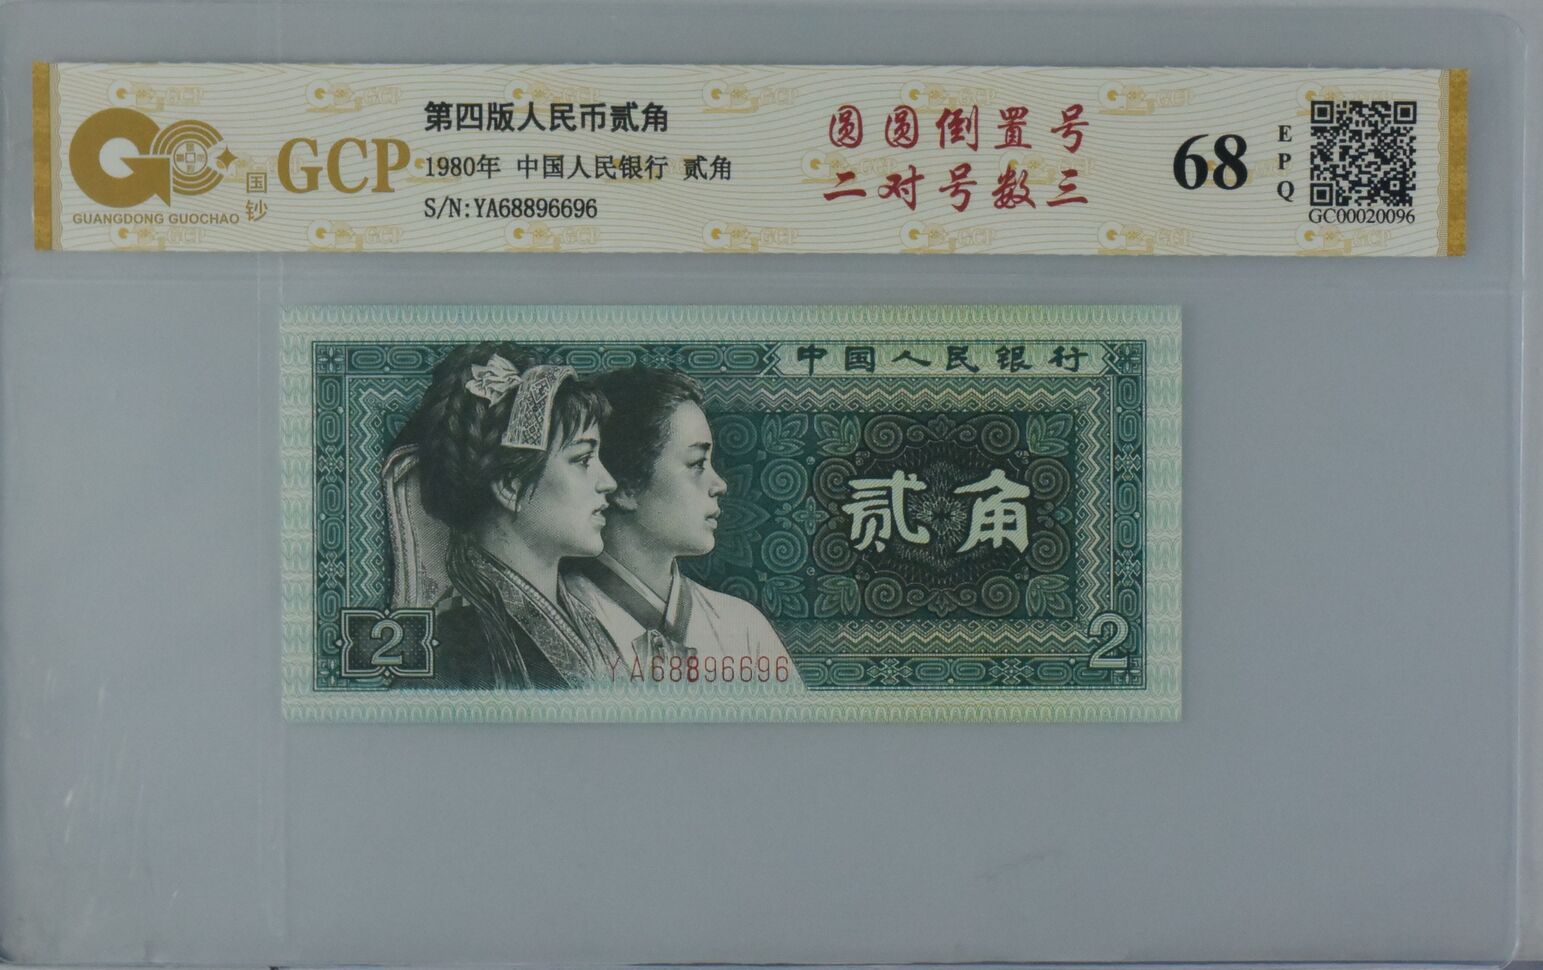 GCP
国钞
GUANGDONG GUOCHAO
第四版人民币贰角
1980年 中国人民银行 贰角
S/N:YA68896696
圆圆倒置号
二对号数三
68
EPQ
GC00020096
中国人民银行
贰角
2
2
YA68896696